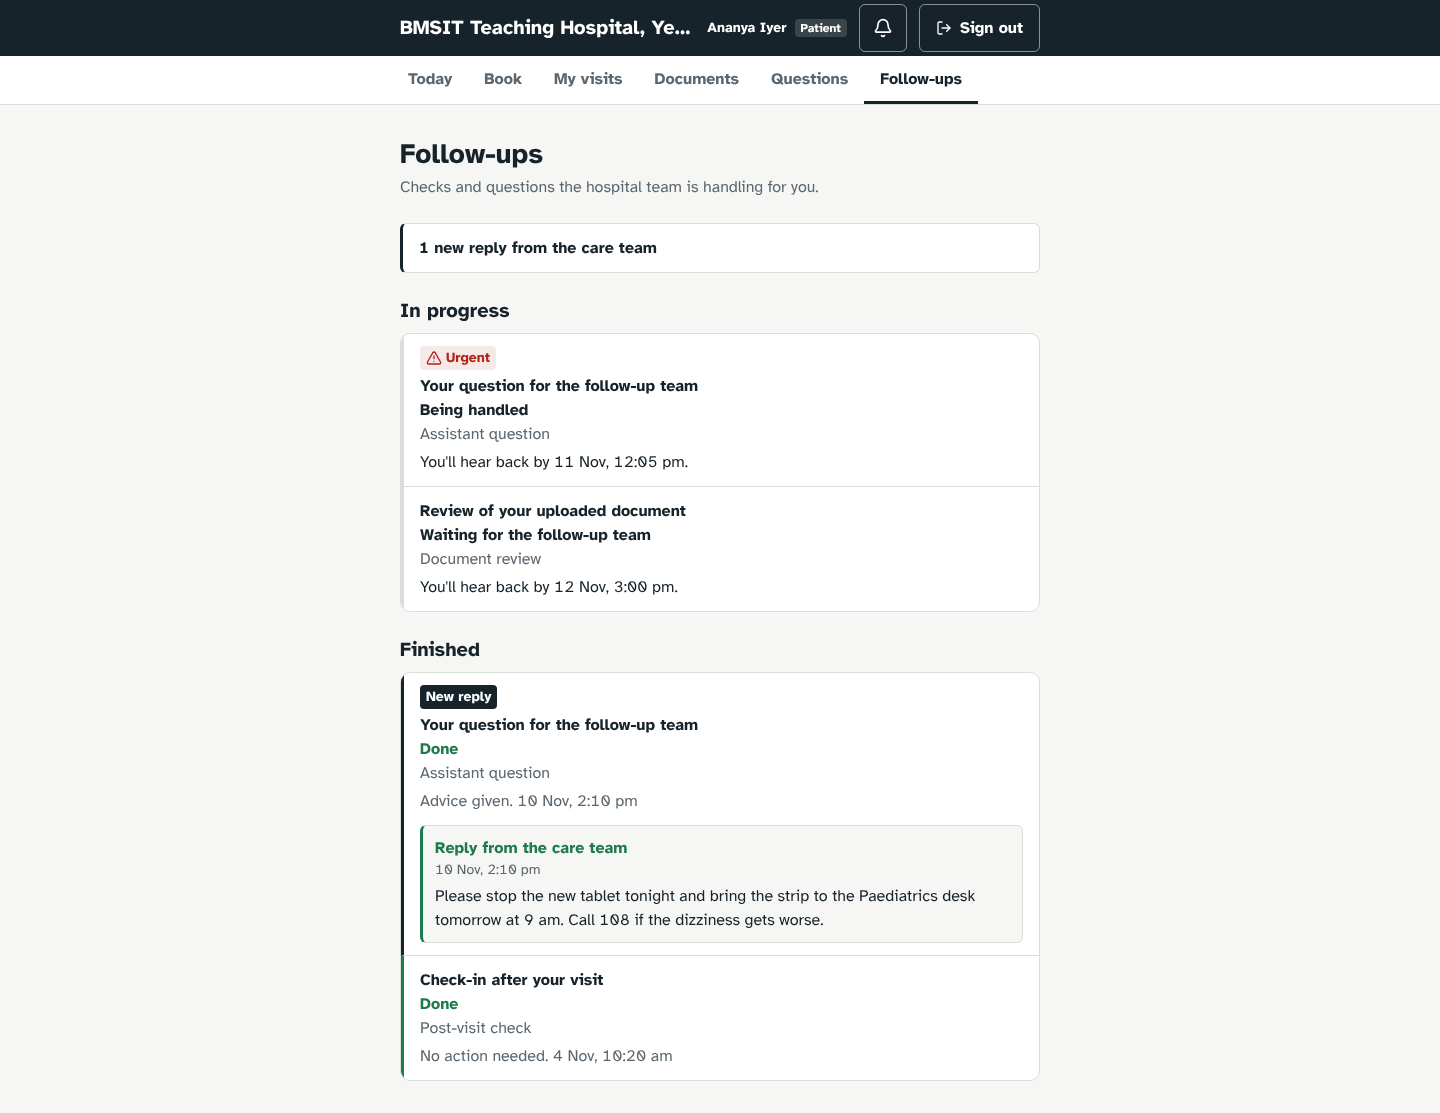 BMSIT Teaching Hospital, Ye...
Ananya Iyer
Patient
Sign out
Today
Book
My visits
Documents
Questions
Follow-ups
Follow-ups
Checks and questions the hospital team is handling for you.
1 new reply from the care team
In progress
Urgent
Your question for the follow-up team
Being handled
Assistant question
You'll hear back by 11 Nov, 12:05 pm.
Review of your uploaded document
Waiting for the follow-up team
Document review
You'll hear back by 12 Nov, 3:00 pm.
Finished
New reply
Your question for the follow-up team
Done
Assistant question
Advice given. 10 Nov, 2:10 pm
Reply from the care team
10 Nov, 2:10 pm
Please stop the new tablet tonight and bring the strip to the Paediatrics desk
tomorrow at 9 am. Call 108 if the dizziness gets worse.
Check-in after your visit
Done
Post-visit check
No action needed. 4 Nov, 10:20 am